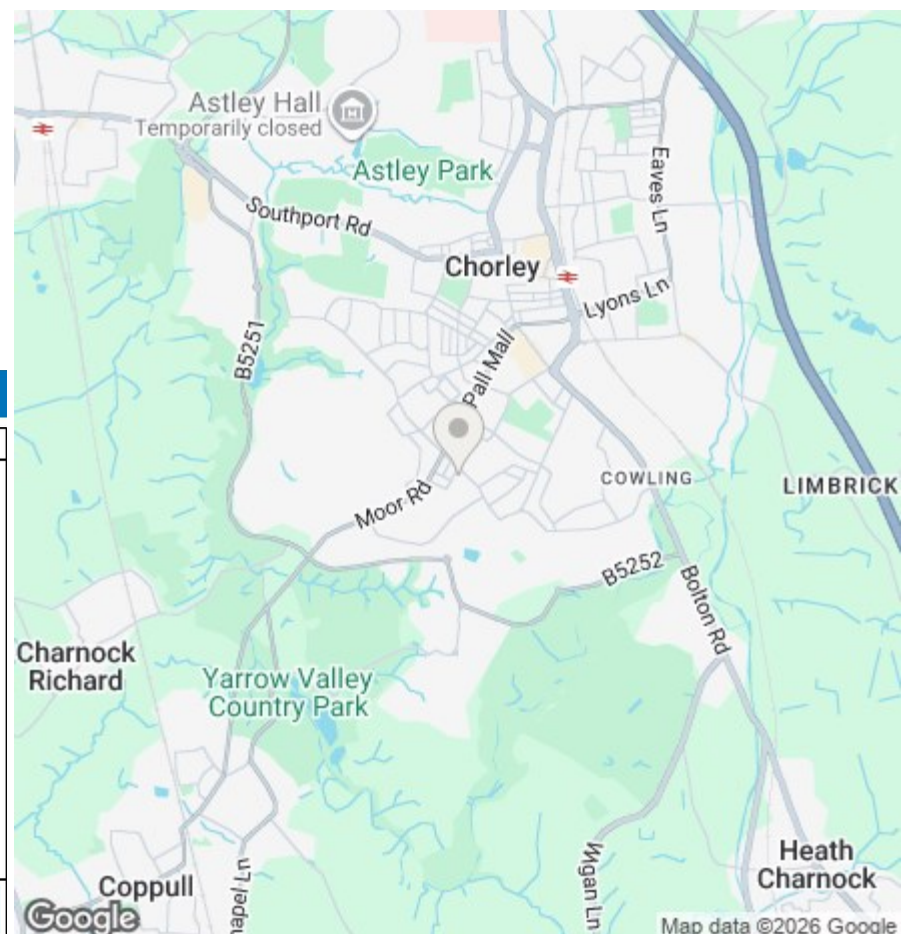 Astley Hall
Temporarily closed
Astley Park
Southport Rd
Eaves Ln
Chorley
Lyons Ln
B5251
Pall Mall
COWLING
LIMBRICK
Moor Rd
B5252
Bolton Rd
Charnock
Richard
Yarrow Valley
Country Park
Wigan Ln
Heath
Charnock
Coppull
apel Ln
Google
Map data ©2026 Google